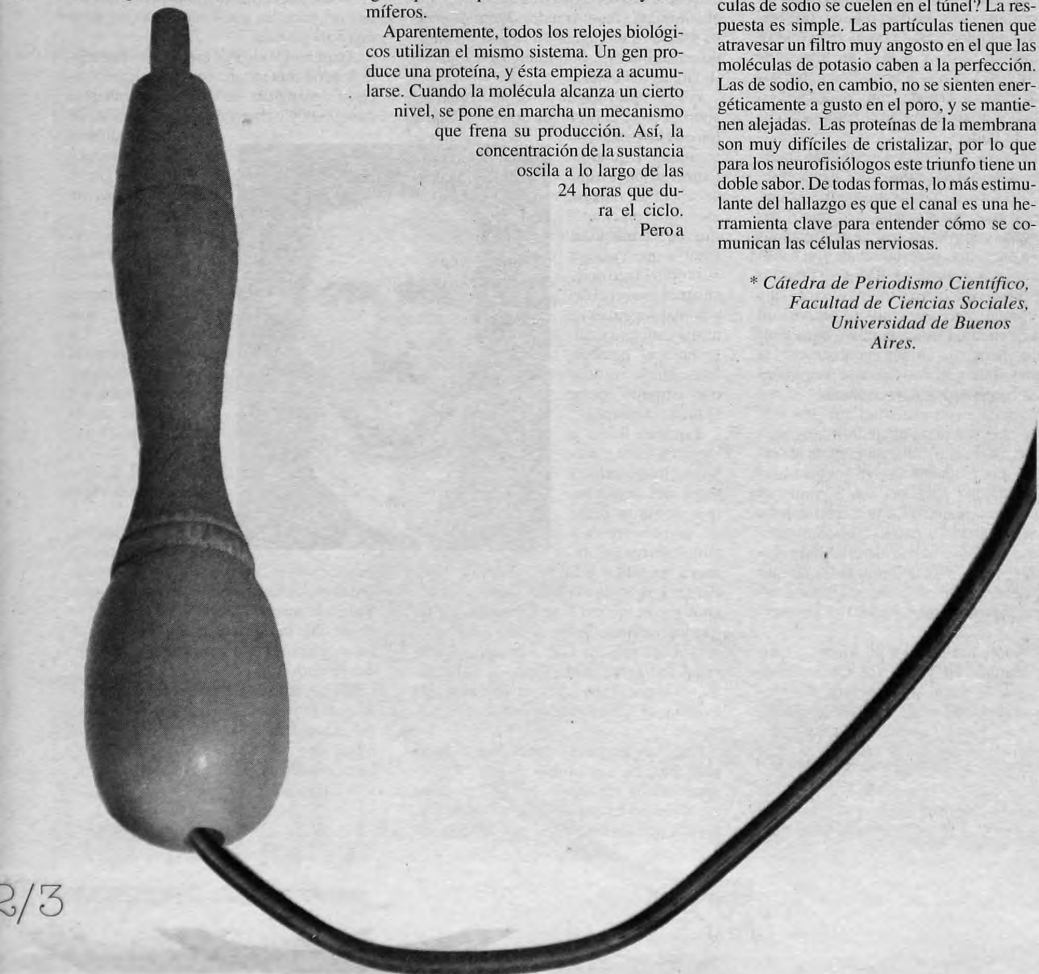 míferos.
Aparentemente, todos los relojes biológi-
cos utilizan el mismo sistema. Un gen pro-
duce una proteína, y ésta empieza a acumu-
larse. Cuando la molécula alcanza un cierto
nivel, se pone en marcha un mecanismo
que frena su producción. Así, la
concentración de la sustancia
oscila a lo largo de las
24 horas que du-
ra el ciclo.
Pero a
culas de sodio se cuelen en el túnel? La res-
puesta es simple. Las partículas tienen que
atravesar un filtro muy angosto en el que las
moléculas de potasio caben a la perfección.
Las de sodio, en cambio, no se sienten ener-
géticamente a gusto en el poro, y se mantie-
nen alejadas. Las proteínas de la membrana
son muy difíciles de cristalizar, por lo que
para los neurofisiólogos este triunfo tiene un
doble sabor. De todas formas, lo más estimu-
lante del hallazgo es que el canal es una he-
rramienta clave para entender cómo se co-
munican las células nerviosas.
* Cátedra de Periodismo Científico,
Facultad de Ciencias Sociales,
Universidad de Buenos
Aires.
2/3